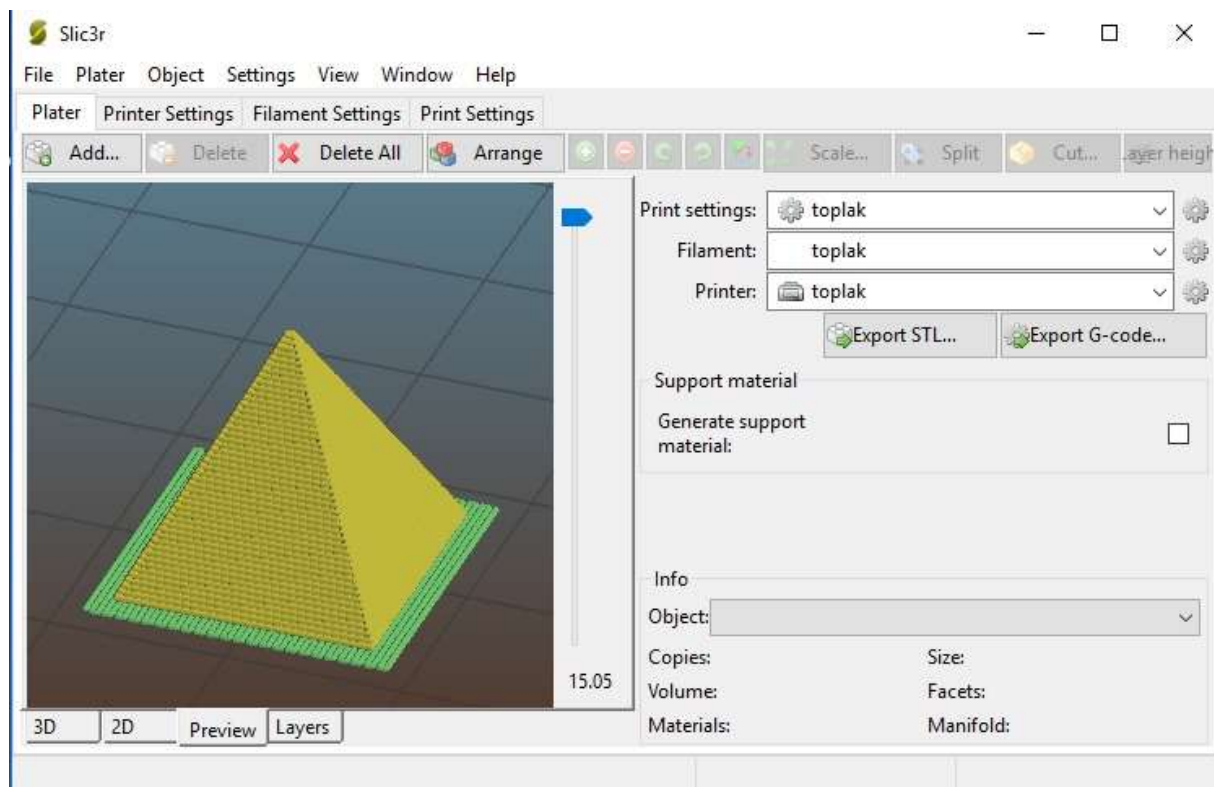 Slic3r
File Plater Object Settings View Window Help
Plater Printer Settings Filament Settings Print Settings
Add... Delete Delete All Arrange Scale... Split Cut... ayer heigh
Print settings: toplak
Filament: toplak
Printer: toplak
Export STL... Export G-code...
Support material
Generate support
material:
Info
Object:
Copies: Size:
15.05
Volume: Facets:
Materials: Manifold:
3D 2D Preview Layers